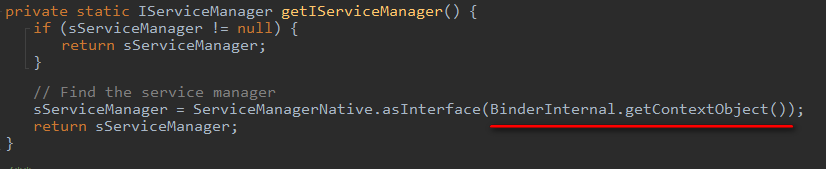 private static IServiceManager getIServiceManager() {
if (sServiceManager != null) {
return sServiceManager;
}
// Find the service manager
sServiceManager = ServiceManagerNative.asInterface(BinderInternal.getContextObject());
return sServiceManager;
}